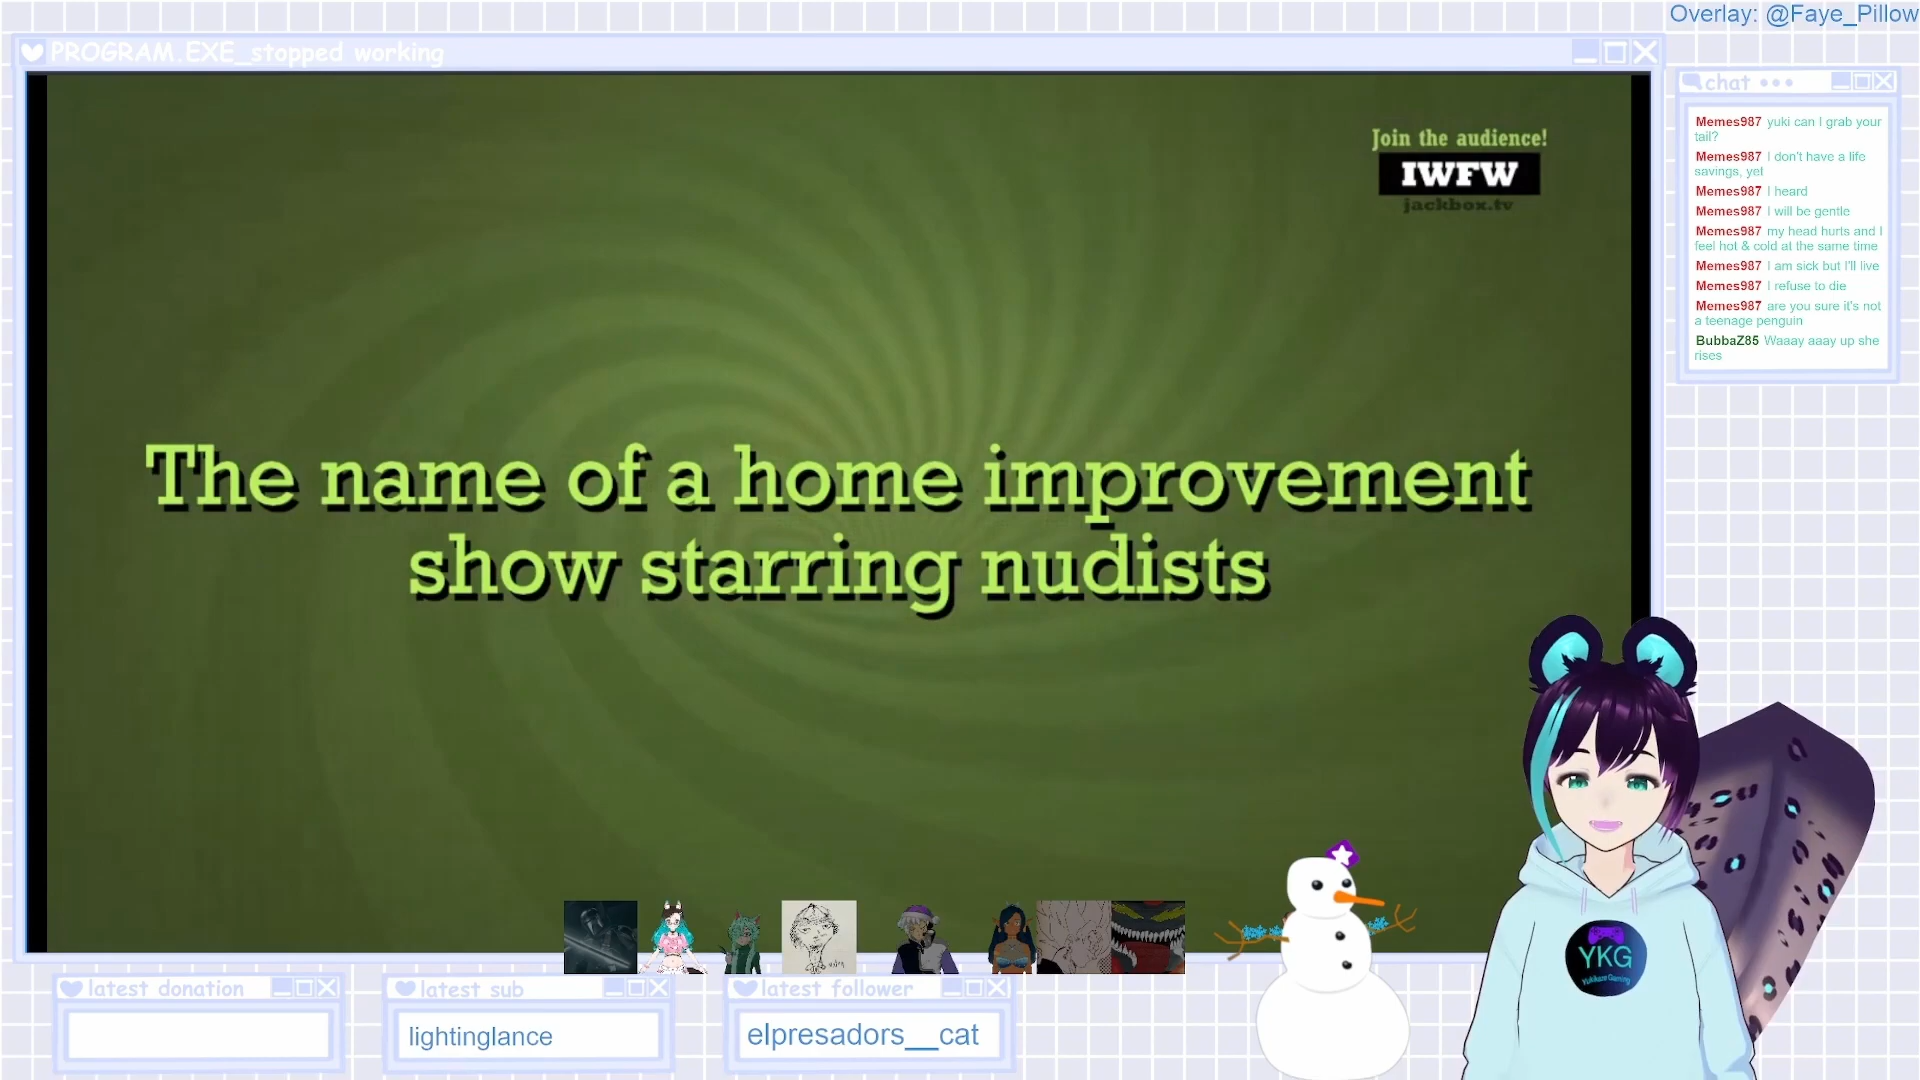 Overlay: @Faye_Pillow
PROGRAM.EXE_stopped working
Join the audience!
IWFW
jackbox.tv
The name of a home improvement
show starring nudists
chat
Memes987 yuki can I grab your
tail?
Memes987 I don't have a life
savings, yet
Memes987 I heard
Memes987 I will be gentle
Memes987 my head hurts and I
feel hot & cold at the same time
Memes987 I am sick but I'll live
Memes987 I refuse to die
Memes987 are you sure it's not
a teenage penguin
BubbaZ85 Waaay aaay up she
rises
YKG
Yukikaze Gaming
latest donation
latest sub
lightinglance
latest follower
elpresadors__cat